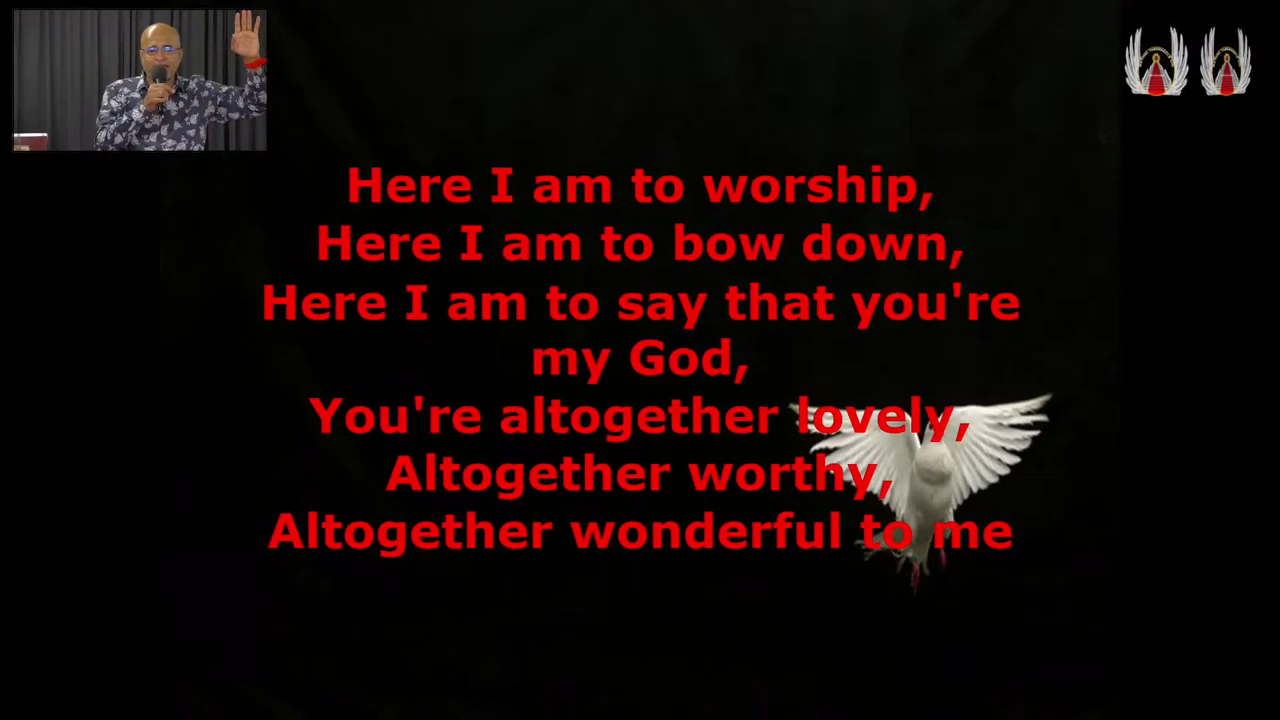 Here I am to worship,
Here I am to bow down,
Here I am to say that you're
my God,
You're altogether lovely,
Altogether worthy,
Altogether wonderful to me